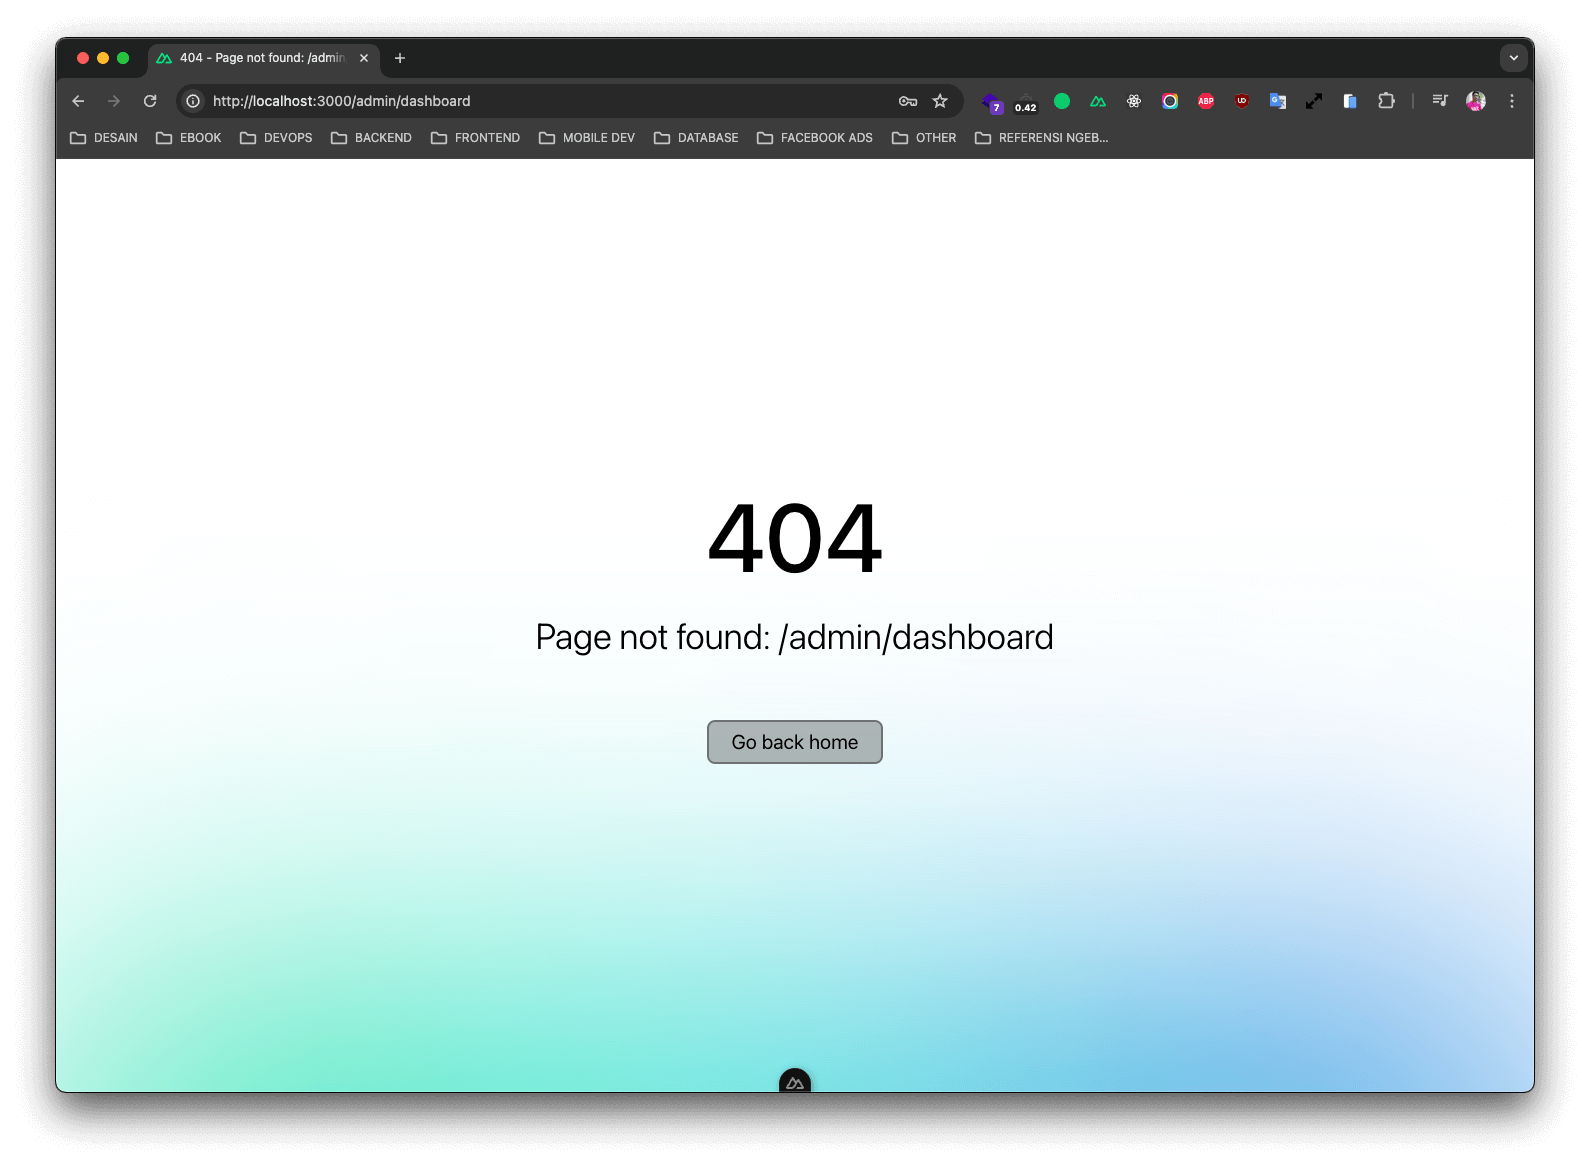 404 - Page not found: /admin
http://localhost:3000/admin/dashboard
7
0.42
ABP
DESAIN
EBOOK
DEVOPS
BACKEND
FRONTEND
MOBILE DEV
DATABASE
FACEBOOK ADS
OTHER
REFERENSI NGEB...
404
Page not found: /admin/dashboard
Go back home